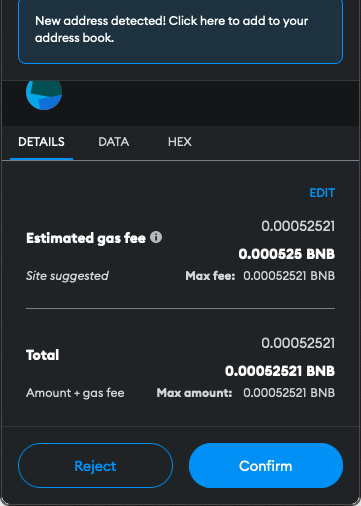 New address detected! Click here to add to your
address book.
DETAILS DATA HEX
EDIT
0.00052521
Estimated gas fee
0.000525 BNB
Site suggested Max fee: 0.00052521 BNB
0.00052521
Total
0.00052521 BNB
Amount + gas fee Max amount: 0.00052521 BNB
Reject Confirm